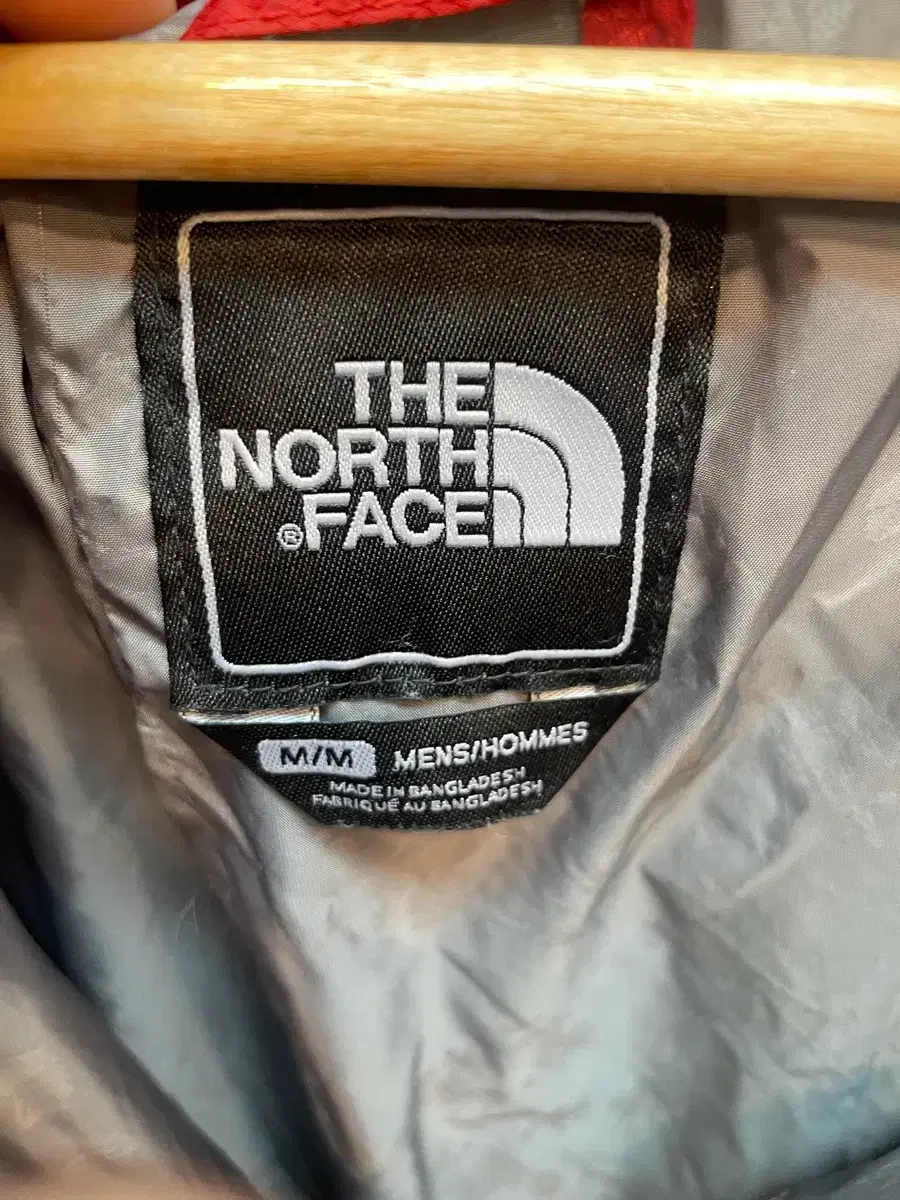 THE
NORTH
®FACE
M/M MENS/HOMMES
MADE IN BANGLADESH
FABRIQUÉ AU BANGLADESH